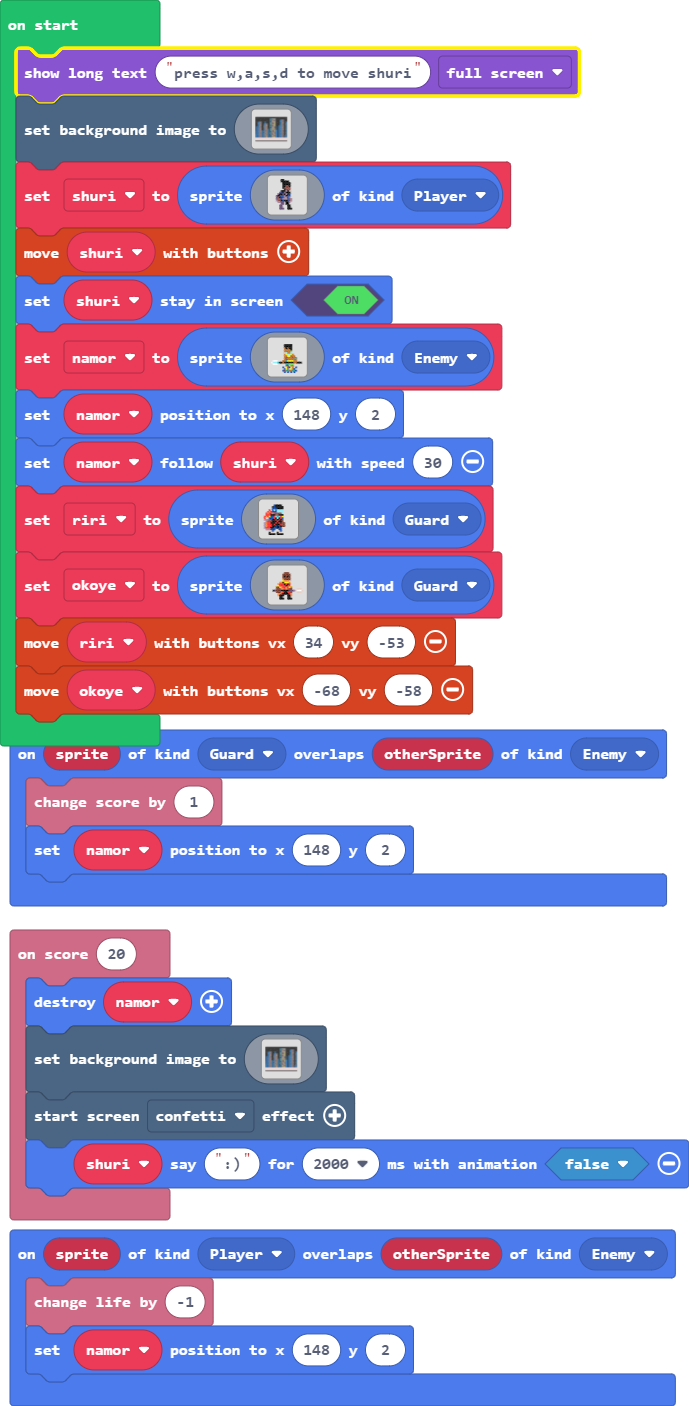 on start
show long text "press w,a,s,d to move shuri" full screen
set background image to
set shuri to sprite of kind Player
move shuri with buttons
set shuri stay in screen ON
set namor to sprite of kind Enemy
set namor position to x 148 y 2
set namor follow shuri with speed 30
set riri to sprite of kind Guard
set okoye to sprite of kind Guard
move riri with buttons vx 34 vy -53
move okoye with buttons vx -68 vy -58
on sprite of kind Guard overlaps otherSprite of kind Enemy
change score by 1
set namor position to x 148 y 2
on score 20
destroy namor
set background image to
start screen confetti effect
shuri say ":)" for 2000 ms with animation false
on sprite of kind Player overlaps otherSprite of kind Enemy
change life by -1
set namor position to x 148 y 2